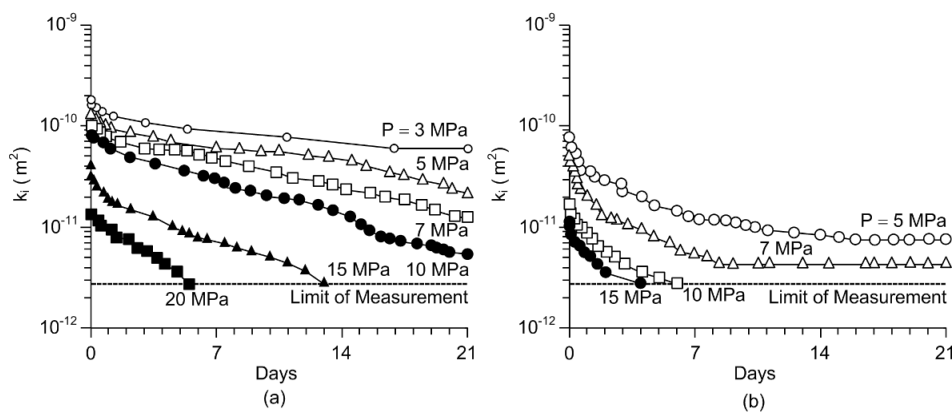 10⁻⁹
10⁻¹⁰
10⁻¹¹
10⁻¹²
kᵢ ( m²)
P = 3 MPa
5 MPa
7 MPa
15 MPa
10 MPa
20 MPa
Limit of Measurement
0
7
14
21
Days
(a)
10⁻⁹
10⁻¹⁰
10⁻¹¹
10⁻¹²
kᵢ ( m²)
P = 5 MPa
7 MPa
15 MPa
10 MPa
Limit of Measurement
0
7
14
21
Days
(b)